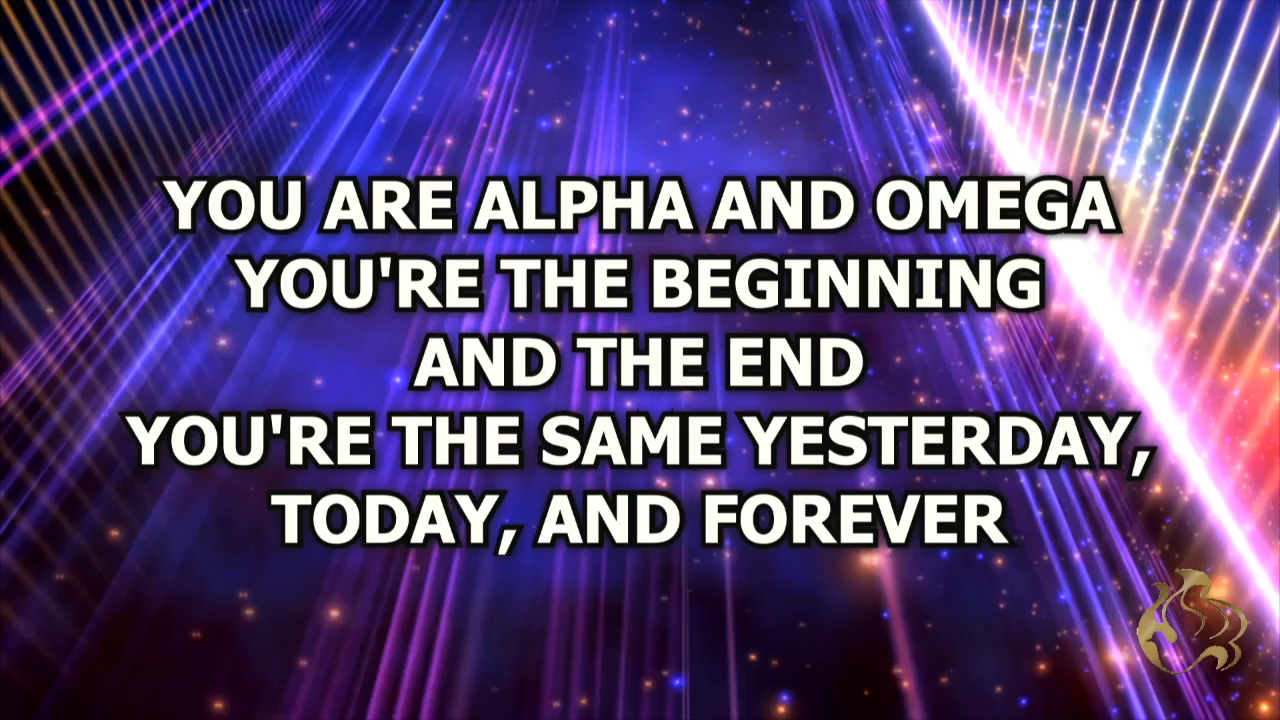 YOU ARE ALPHA AND OMEGA
YOU'RE THE BEGINNING
AND THE END
YOU'RE THE SAME YESTERDAY,
TODAY, AND FOREVER